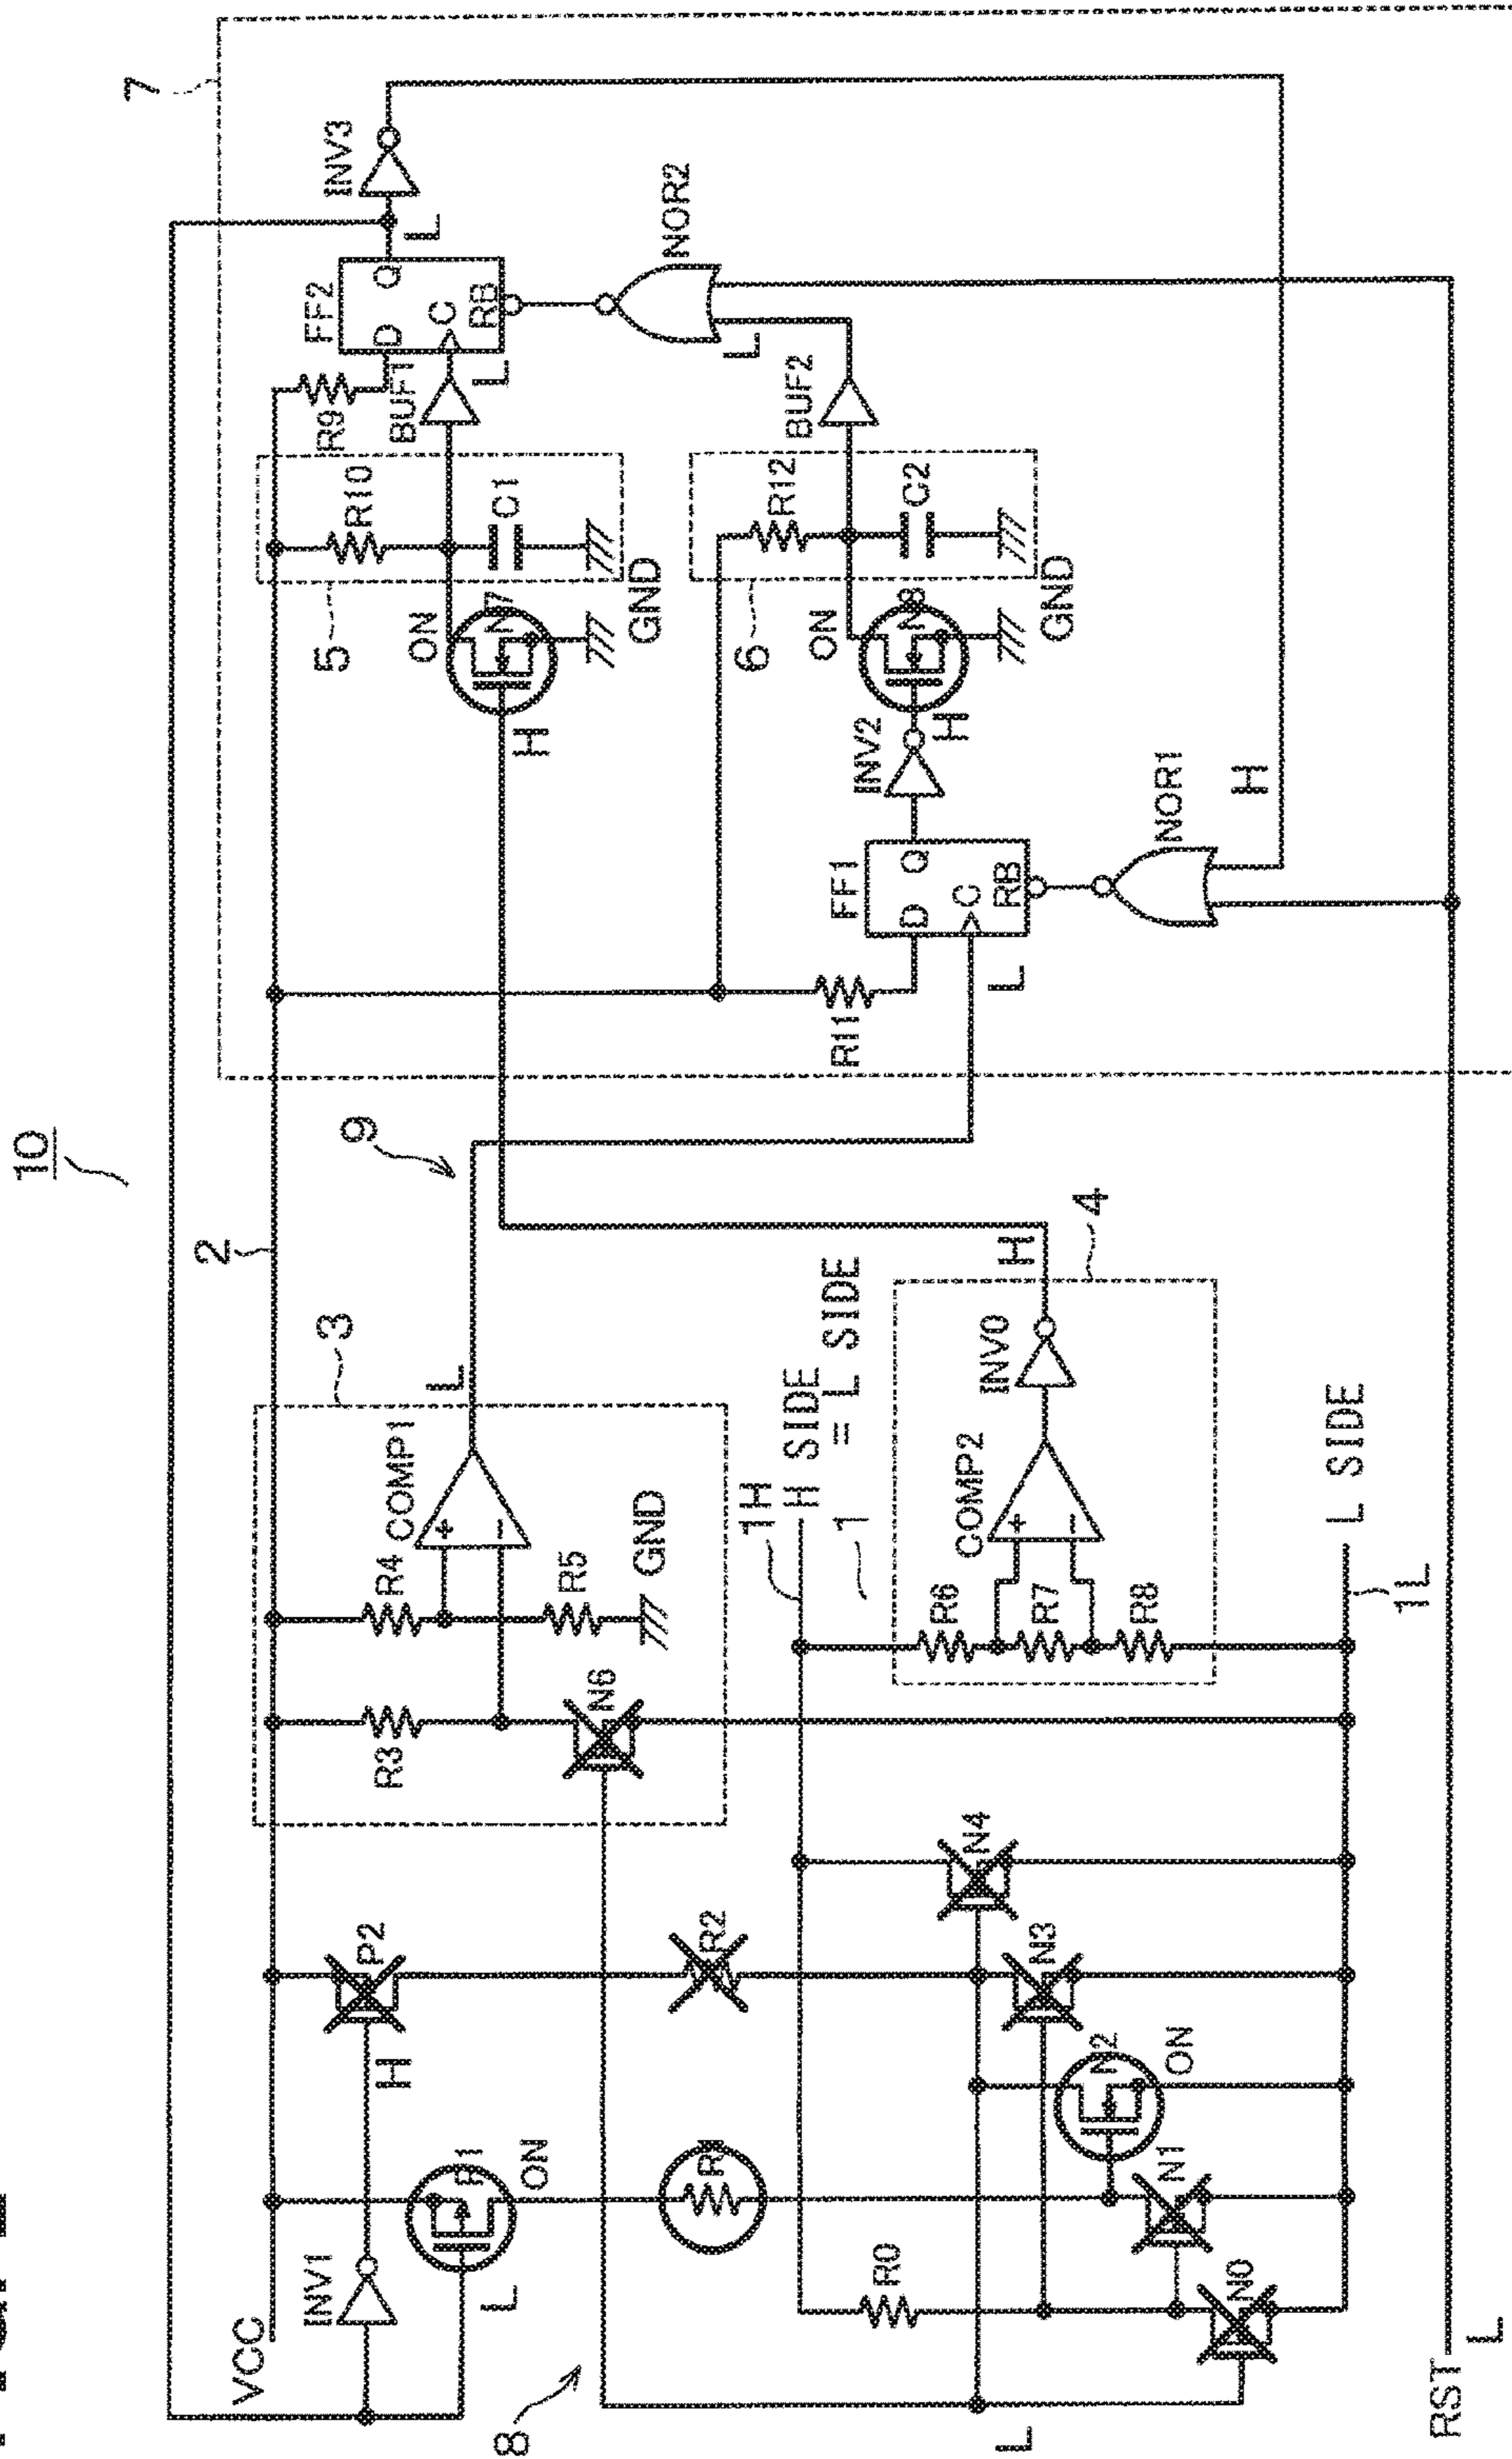 10
7
INV3
L
FF2
D
Q
C
RB
R9
BUF1
L
NOR2
L
BUF2
R10
C1
5
ON
N7
GND
H
R12
C2
6
ON
N8
GND
INV2
H
FF1
D
Q
C
RB
R11
L
NOR1
H
9
2
3
L
COMP1
+
−
R4
R5
GND
R3
N6
4
H
INV0
COMP2
+
−
R6
R7
R8
1H
H SIDE
= L SIDE
1
L SIDE
1L
N4
P2
H
R2
N3
N2
ON
P1
ON
L
INV1
VCC
N1
R0
N0
8
L
RST
L